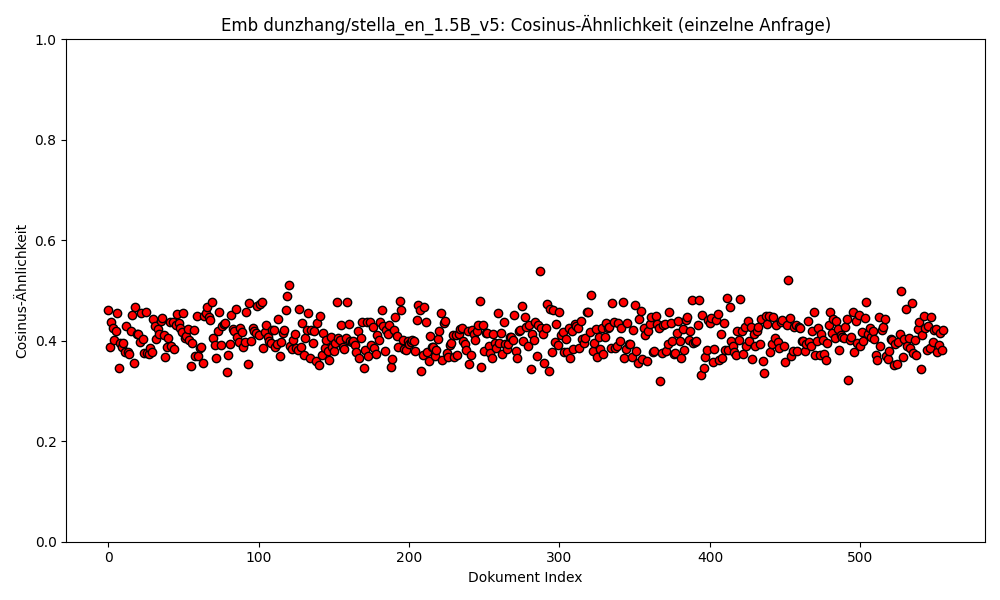 Emb dunzhang/stella_en_1.5B_v5: Cosinus-Ähnlichkeit (einzelne Anfrage)
1.0
0.8
0.6
0.4
0.2
0.0
Cosinus-Ähnlichkeit
0 100 200 300 400 500
Dokument Index